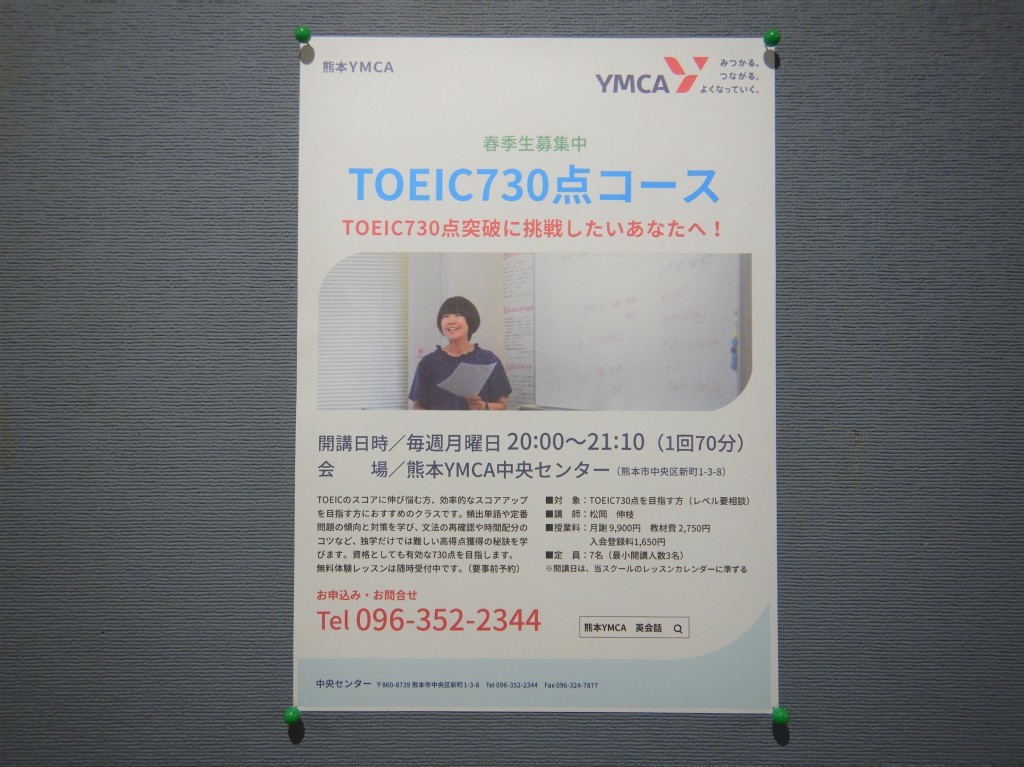 熊本YMCA
YMCA
みつかる。
つながる。
よくなっていく。
春季生募集中
TOEIC730点コース
TOEIC730点突破に挑戦したいあなたへ！
開講日時／毎週月曜日 20:00〜21:10（1回70分）
会　　場／熊本YMCA中央センター（熊本市中央区新町1-3-8）
TOEICのスコアに伸び悩む方、効率的なスコアアップ
を目指す方におすすめのクラスです。頻出単語や定番
問題の傾向と対策を学び、文法の再確認や時間配分の
コツなど、独学だけでは難しい高得点獲得の秘訣を学
びます。資格としても有効な730点を目指します。
無料体験レッスンは随時受付中です。（要事前予約）
■対　象：TOEIC730点を目指す方（レベル要相談）
■講　師：松岡　伸枝
■授業料：月謝 9,900円　教材費 2,750円
入会登録料1,650円
■定　員：7名（最小開講人数3名）
※開講日は、当スクールのレッスンカレンダーに準ずる
お申込み・お問合せ
Tel 096-352-2344
熊本YMCA　英会話
中央センター　〒860-8739 熊本市中央区新町1-3-8　Tel 096-352-2344　Fax 096-324-7877